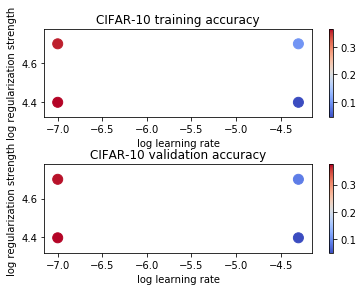 CIFAR-10 training accuracy
log regularization strength
4.6
4.4
−7.0 −6.5 −6.0 −5.5 −5.0 −4.5
log learning rate
0.3
0.2
0.1
CIFAR-10 validation accuracy
log regularization strength
4.6
4.4
−7.0 −6.5 −6.0 −5.5 −5.0 −4.5
log learning rate
0.3
0.2
0.1